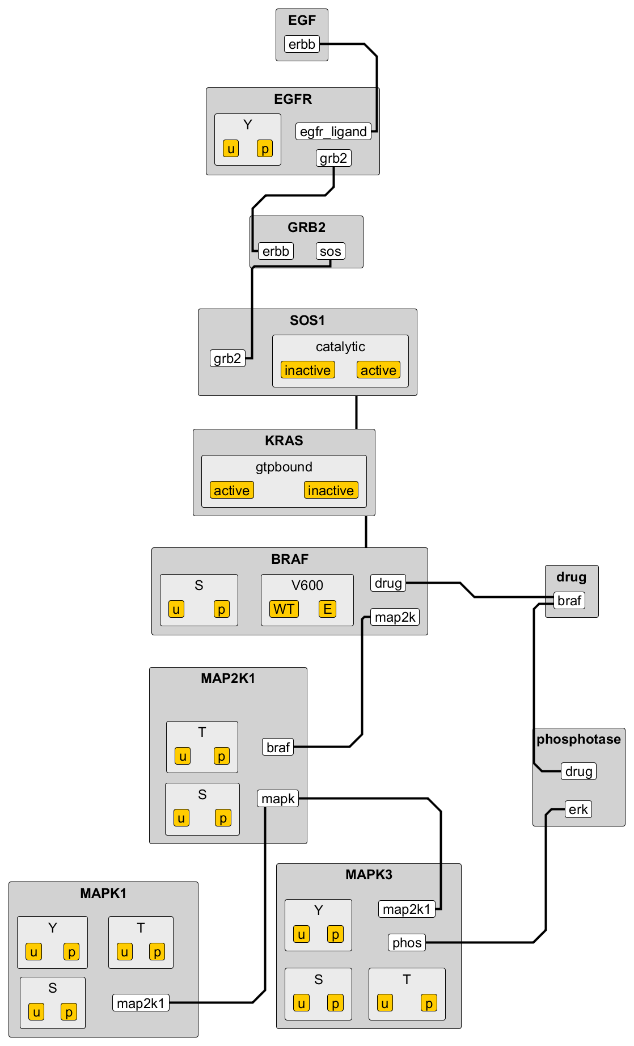 EGF
erbb
EGFR
Y
u p
egfr_ligand
grb2
GRB2
erbb sos
SOS1
grb2
catalytic
inactive active
KRAS
gtpbound
active inactive
BRAF
S
u p
V600
WT E
drug
map2k
drug
braf
MAP2K1
T
u p
braf
S
u p
mapk
phosphotase
drug
erk
MAPK1
Y
u p
T
u p
S
u p
map2k1
MAPK3
Y
u p
map2k1
phos
S
u p
T
u p